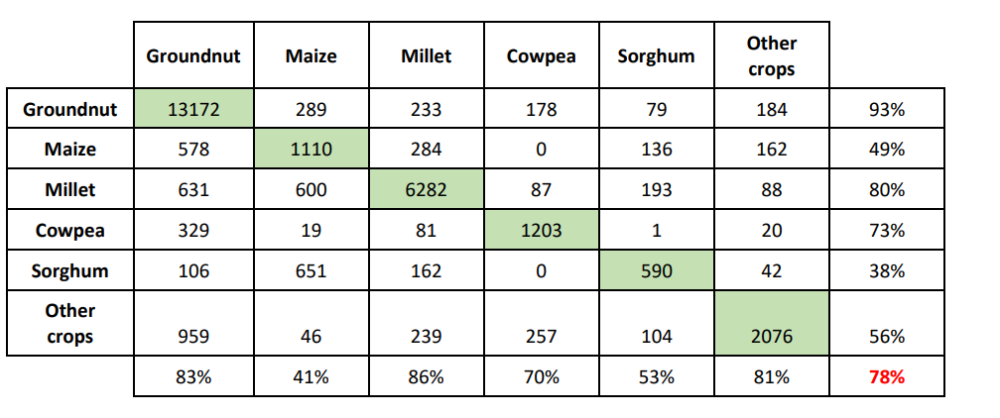 Groundnut Maize Millet Cowpea Sorghum Other crops
Groundnut 13172 289 233 178 79 184 93%
Maize 578 1110 284 0 136 162 49%
Millet 631 600 6282 87 193 88 80%
Cowpea 329 19 81 1203 1 20 73%
Sorghum 106 651 162 0 590 42 38%
Other crops 959 46 239 257 104 2076 56%
83% 41% 86% 70% 53% 81% 78%